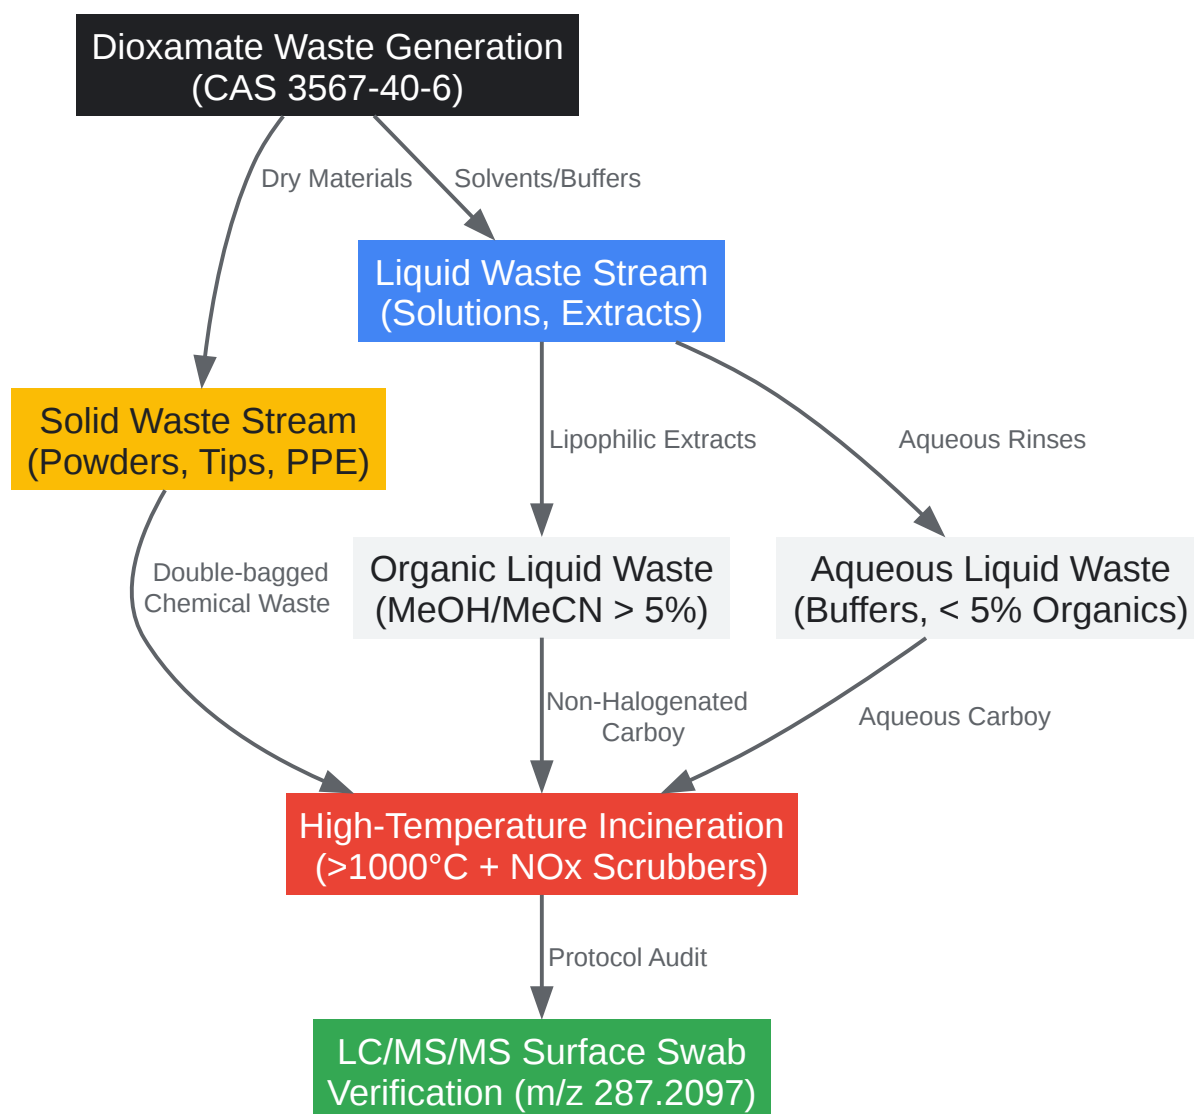 Dioxamate Waste Generation
(CAS 3567-40-6)
Dry Materials
Solvents/Buffers
Liquid Waste Stream
(Solutions, Extracts)
Solid Waste Stream
(Powders, Tips, PPE)
Lipophilic Extracts
Aqueous Rinses
Double-bagged
Chemical Waste
Organic Liquid Waste
(MeOH/MeCN > 5%)
Aqueous Liquid Waste
(Buffers, < 5% Organics)
Non-Halogenated
Carboy
Aqueous Carboy
High-Temperature Incineration
(>1000°C + NOx Scrubbers)
Protocol Audit
LC/MS/MS Surface Swab
Verification (m/z 287.2097)